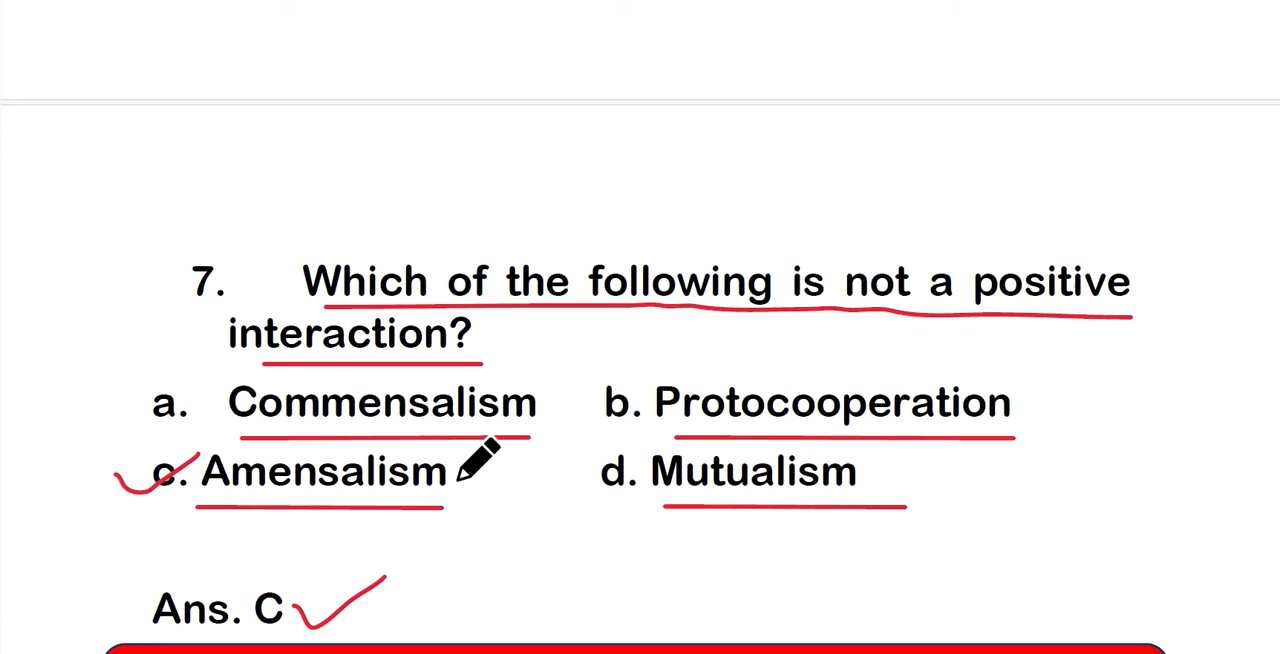 7. Which of the following is not a positive
interaction?
a. Commensalism b. Protocooperation
c. Amensalism d. Mutualism
Ans. C